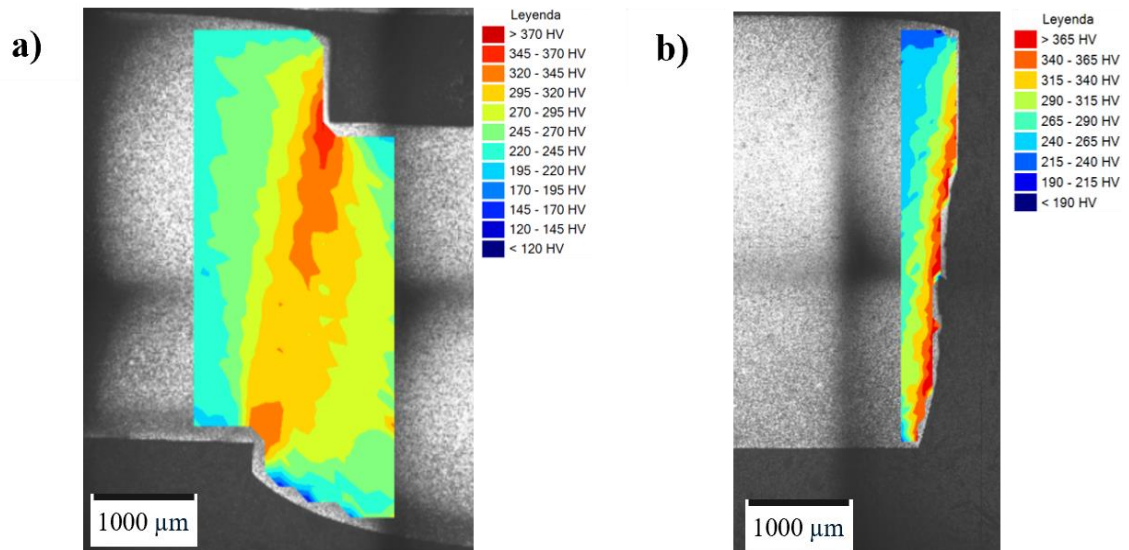 a)
Leyenda
> 370 HV
345 - 370 HV
320 - 345 HV
295 - 320 HV
270 - 295 HV
245 - 270 HV
220 - 245 HV
195 - 220 HV
170 - 195 HV
145 - 170 HV
120 - 145 HV
< 120 HV
1000 µm
b)
Leyenda
> 365 HV
340 - 365 HV
315 - 340 HV
290 - 315 HV
265 - 290 HV
240 - 265 HV
215 - 240 HV
190 - 215 HV
< 190 HV
1000 µm